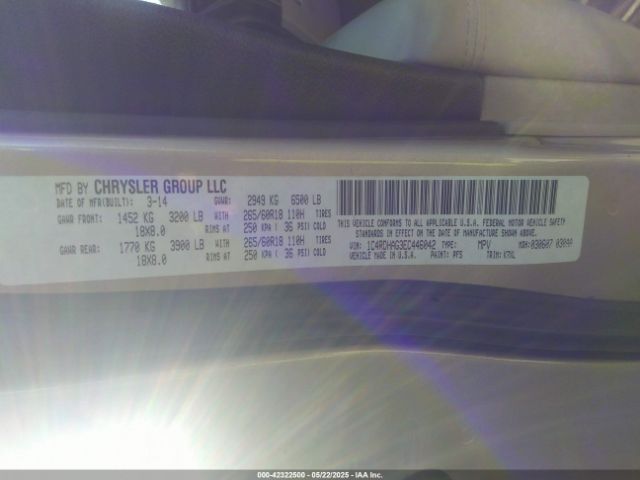 MFD BY CHRYSLER GROUP LLC
DATE OF MFR(BUILT): 3-14 GVWR: 2949 KG 6500 LB
GAWR FRONT: 1452 KG 3200 LB WITH 265/60R18 110H TIRES
18X8.0 RIMS AT 250 KPA ( 36 PSI) COLD
GAWR REAR: 1770 KG 3900 LB WITH 265/60R18 110H TIRES
18X8.0 RIMS AT 250 KPA ( 36 PSI) COLD
THIS VEHICLE CONFORMS TO ALL APPLICABLE U.S.A. FEDERAL MOTOR VEHICLE SAFETY
STANDARDS IN EFFECT ON THE DATE OF MANUFACTURE SHOWN ABOVE.
VIN: 1C4RDHAG3EC446042 TYPE: MPV MDH: 030607
VEHICLE MADE IN U.S.A. PAINT: PFS TRIM: K7XL
000-42322500 - 05/22/2025 - IAA Inc.